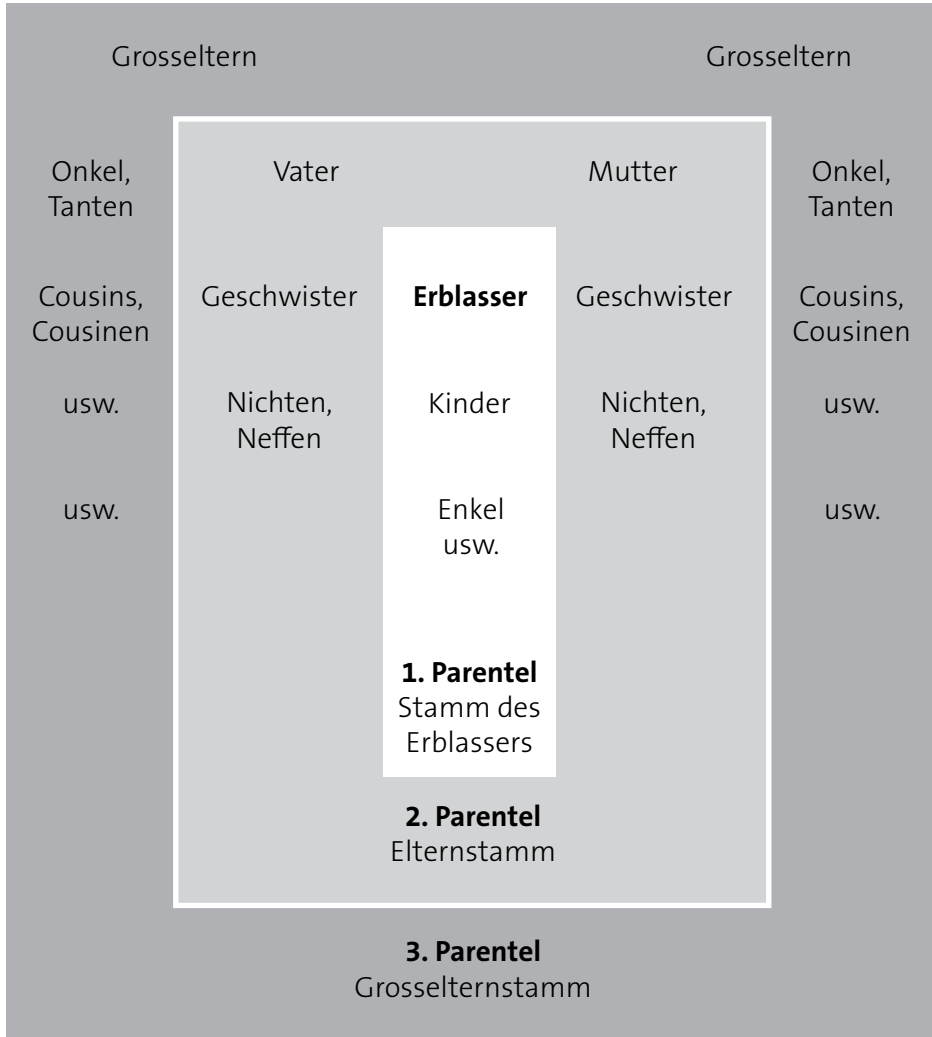 Grosseltern Grosseltern
Onkel, Vater Mutter Onkel,
Tanten Tanten
Cousins, Geschwister Erblasser Geschwister Cousins,
Cousinen Cousinen
usw. Nichten, Kinder Nichten, usw.
Neffen Neffen
usw. Enkel usw.
usw.
1. Parentel
Stamm des
Erblassers
2. Parentel
Elternstamm
3. Parentel
Grosselternstamm